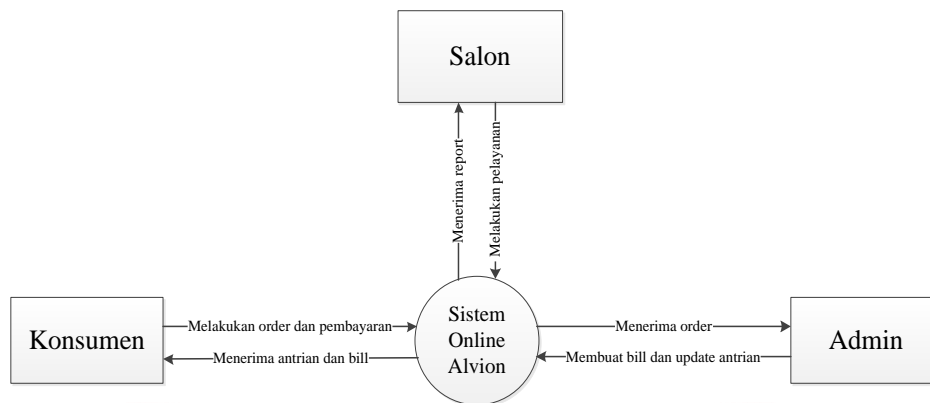 Salon
Menerima report
Melakukan pelayanan
Konsumen
Melakukan order dan pembayaran
Menerima antrian dan bill
Sistem
Online
Alvion
Menerima order
Membuat bill dan update antrian
Admin